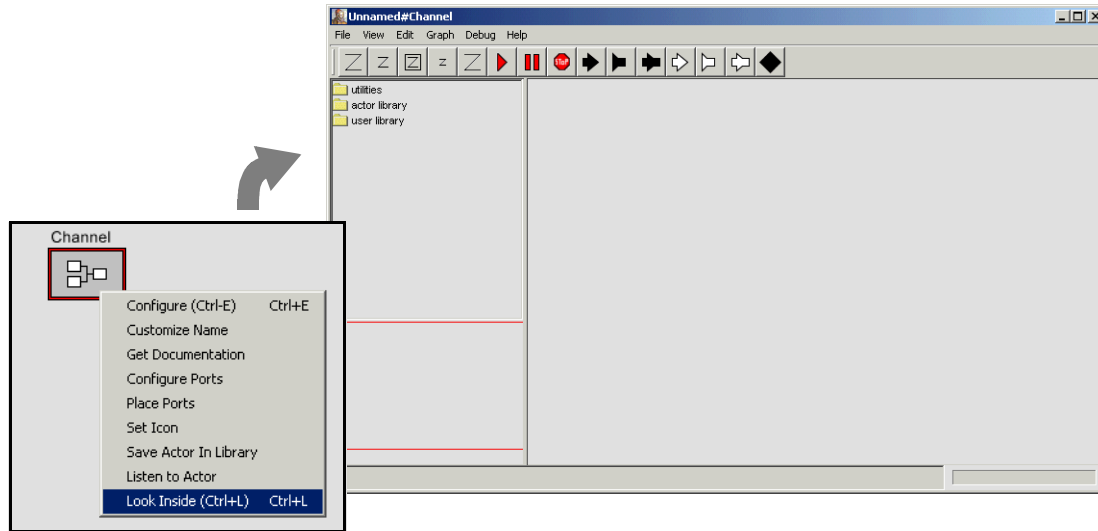 Unnamed#Channel
File View Edit Graph Debug Help
Z Z Z Z Z STOP
utilities
actor library
user library
Channel
Configure (Ctrl-E) Ctrl+E
Customize Name
Get Documentation
Configure Ports
Place Ports
Set Icon
Save Actor In Library
Listen to Actor
Look Inside (Ctrl+L) Ctrl+L